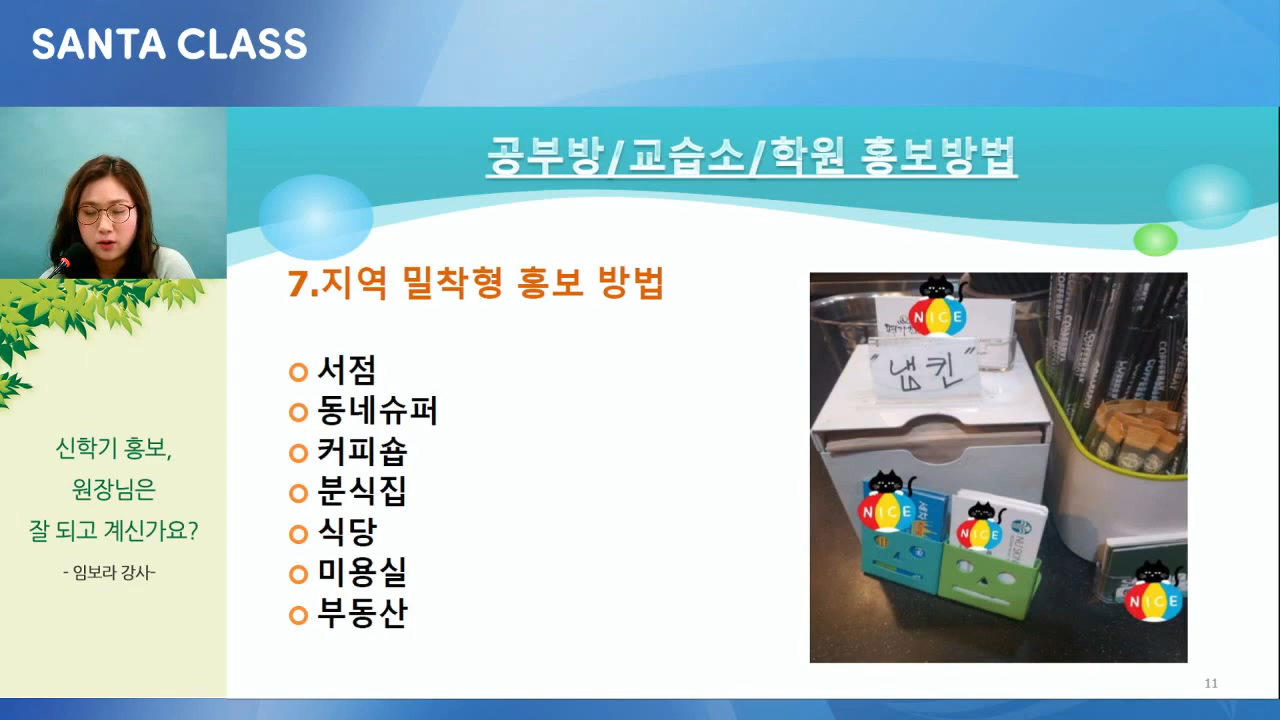 SANTA CLASS
공부방/교습소/학원 홍보방법
7.지역 밀착형 홍보 방법
서점
동네슈퍼
커피숍
분식집
식당
미용실
부동산
신학기 홍보,
원장님은
잘 되고 계신가요?
- 임보라 강사-
NICE
"냅킨"
NICE
NICE
NICE
11